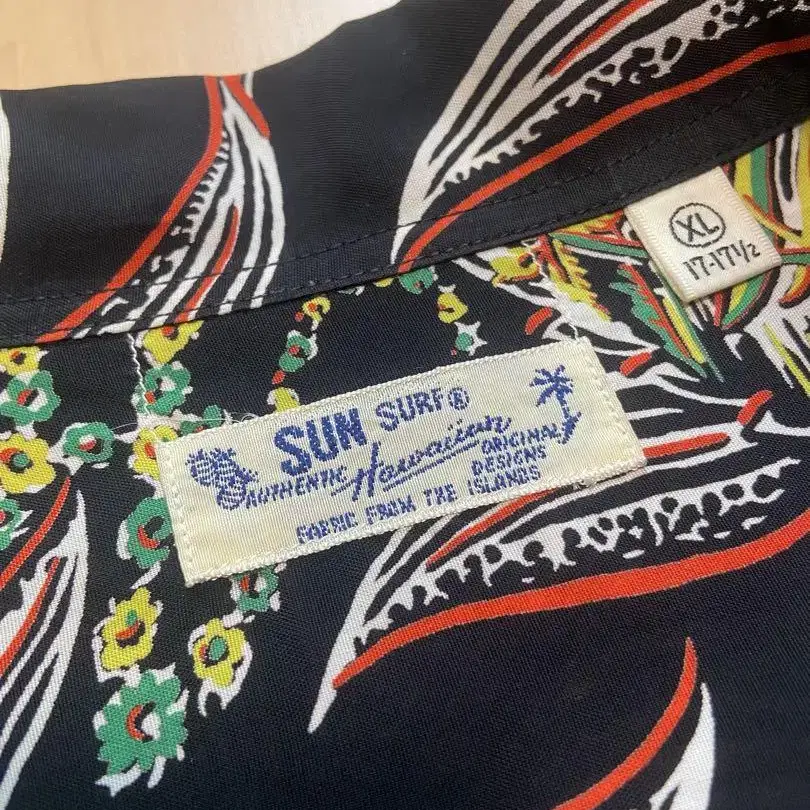 XL
17-17½
SUN SURF®
AUTHENTIC Hawaiian ORIGINAL DESIGNS
FABRIC FROM THE ISLANDS